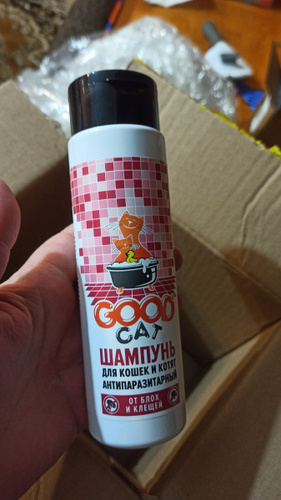 GOOD
CAT
ШАМПУНЬ
ДЛЯ КОШЕК И КОТЯТ
АНТИПАРАЗИТАРНЫЙ
ОТ БЛОХ
И КЛЕЩЕЙ